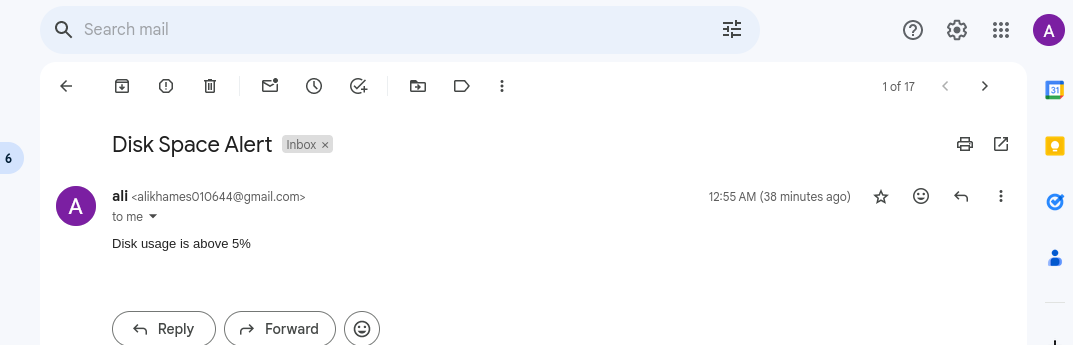 Search mail
A
1 of 17
31
Disk Space Alert Inbox ×
6
A
ali <alikhames010644@gmail.com> 12:55 AM (38 minutes ago)
to me
Disk usage is above 5%
Reply Forward